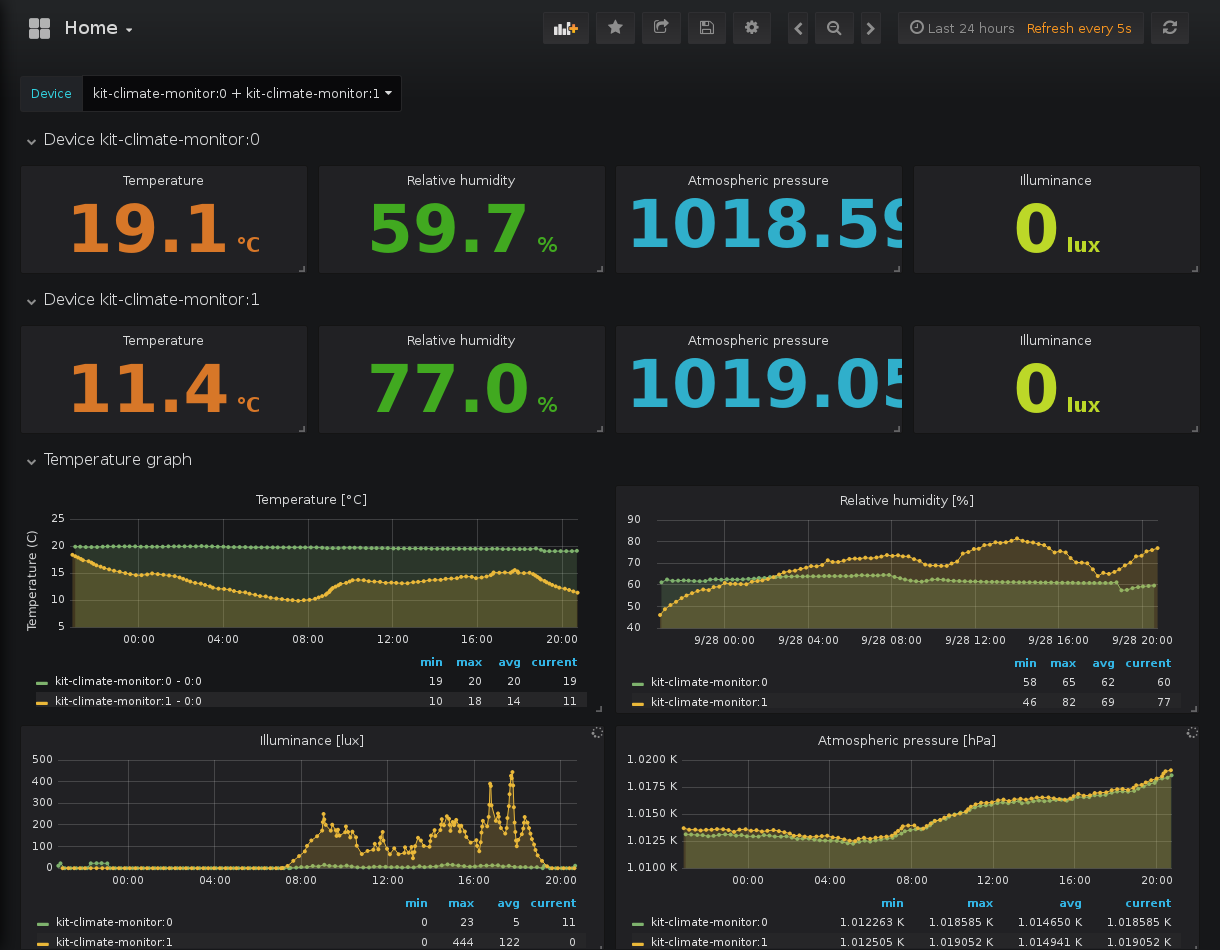 Home
Last 24 hours Refresh every 5s
Device kit-climate-monitor:0 + kit-climate-monitor:1
Device kit-climate-monitor:0
Temperature Relative humidity Atmospheric pressure Illuminance
19.1 °C 59.7 % 1018.59 0 lux
Device kit-climate-monitor:1
Temperature Relative humidity Atmospheric pressure Illuminance
11.4 °C 77.0 % 1019.05 0 lux
Temperature graph
Temperature [°C]
Temperature (C)
25
20
15
10
5
00:00 04:00 08:00 12:00 16:00 20:00
min max avg current
kit-climate-monitor:0 - 0:0 19 20 20 19
kit-climate-monitor:1 - 0:0 10 18 14 11
Relative humidity [%]
90
80
70
60
50
40
9/28 00:00 9/28 04:00 9/28 08:00 9/28 12:00 9/28 16:00 9/28 20:00
min max avg current
kit-climate-monitor:0 58 65 62 60
kit-climate-monitor:1 46 82 69 77
Illuminance [lux]
500
400
300
200
100
0
00:00 04:00 08:00 12:00 16:00 20:00
min max avg current
kit-climate-monitor:0 0 23 5 11
kit-climate-monitor:1 0 444 122 0
Atmospheric pressure [hPa]
1.0200 K
1.0175 K
1.0150 K
1.0125 K
1.0100 K
00:00 04:00 08:00 12:00 16:00 20:00
min max avg current
kit-climate-monitor:0 1.012263 K 1.018585 K 1.014650 K 1.018585 K
kit-climate-monitor:1 1.012505 K 1.019052 K 1.014941 K 1.019052 K